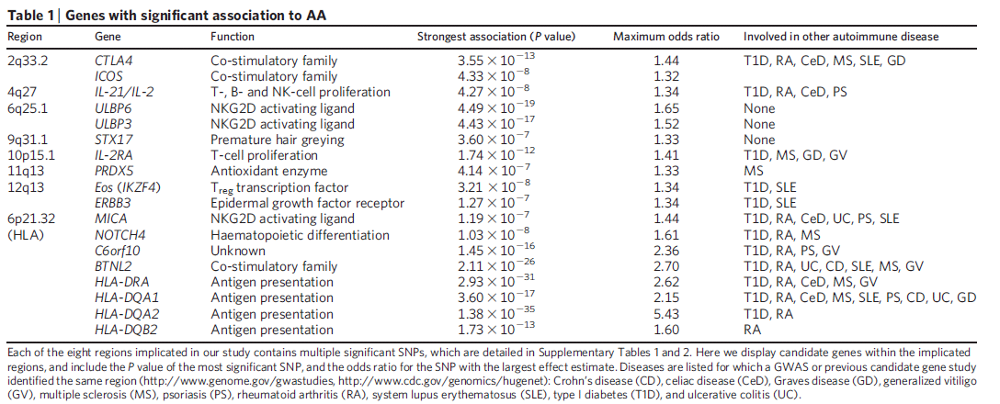 Table 1 | Genes with significant association to AA
Region Gene Function Strongest association (P value) Maximum odds ratio Involved in other autoimmune disease
2q33.2 CTLA4 Co-stimulatory family 3.55 × 10⁻¹³ 1.44 T1D, RA, CeD, MS, SLE, GD
ICOS Co-stimulatory family 4.33 × 10⁻⁸ 1.32
4q27 IL-21/IL-2 T-, B- and NK-cell proliferation 4.27 × 10⁻⁸ 1.34 T1D, RA, CeD, PS
6q25.1 ULBP6 NKG2D activating ligand 4.49 × 10⁻¹⁹ 1.65 None
ULBP3 NKG2D activating ligand 4.43 × 10⁻¹⁷ 1.52 None
9q31.1 STX17 Premature hair greying 3.60 × 10⁻⁷ 1.33 None
10p15.1 IL-2RA T-cell proliferation 1.74 × 10⁻¹² 1.41 T1D, MS, GD, GV
11q13 PRDX5 Antioxidant enzyme 4.14 × 10⁻⁷ 1.33 MS
12q13 Eos (IKZF4) Treg transcription factor 3.21 × 10⁻⁸ 1.34 T1D, SLE
ERBB3 Epidermal growth factor receptor 1.27 × 10⁻⁷ 1.34 T1D, SLE
6p21.32 MICA NKG2D activating ligand 1.19 × 10⁻⁷ 1.44 T1D, RA, CeD, UC, PS, SLE
(HLA) NOTCH4 Haematopoietic differentiation 1.03 × 10⁻⁸ 1.61 T1D, RA, MS
C6orf10 Unknown 1.45 × 10⁻¹⁶ 2.36 T1D, RA, PS, GV
BTNL2 Co-stimulatory family 2.11 × 10⁻²⁶ 2.70 T1D, RA, UC, CD, SLE, MS, GV
HLA-DRA Antigen presentation 2.93 × 10⁻³¹ 2.62 T1D, RA, CeD, MS, GV
HLA-DQA1 Antigen presentation 3.60 × 10⁻¹⁷ 2.15 T1D, RA, CeD, MS, SLE, PS, CD, UC, GD
HLA-DQA2 Antigen presentation 1.38 × 10⁻³⁵ 5.43 T1D, RA
HLA-DQB2 Antigen presentation 1.73 × 10⁻¹³ 1.60 RA
Each of the eight regions implicated in our study contains multiple significant SNPs, which are detailed in Supplementary Tables 1 and 2. Here we display candidate genes within the implicated
regions, and include the P value of the most significant SNP, and the odds ratio for the SNP with the largest effect estimate. Diseases are listed for which a GWAS or previous candidate gene study
identified the same region (http://www.genome.gov/gwastudies, http://www.cdc.gov/genomics/hugenet): Crohn's disease (CD), celiac disease (CeD), Graves disease (GD), generalized vitiligo
(GV), multiple sclerosis (MS), psoriasis (PS), rheumatoid arthritis (RA), system lupus erythematosus (SLE), type I diabetes (T1D), and ulcerative colitis (UC).